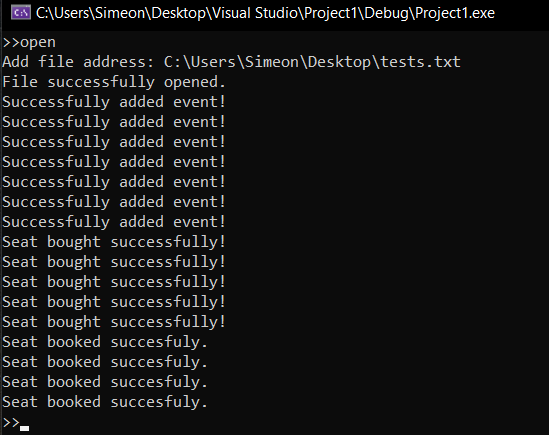 C:\Users\Simeon\Desktop\Visual Studio\Project1\Debug\Project1.exe
>>open
Add file address: C:\Users\Simeon\Desktop\tests.txt
File successfully opened.
Successfully added event!
Successfully added event!
Successfully added event!
Successfully added event!
Successfully added event!
Successfully added event!
Successfully added event!
Seat bought successfully!
Seat bought successfully!
Seat bought successfully!
Seat bought successfully!
Seat bought successfully!
Seat booked succesfuly.
Seat booked succesfuly.
Seat booked succesfuly.
Seat booked succesfuly.
>>